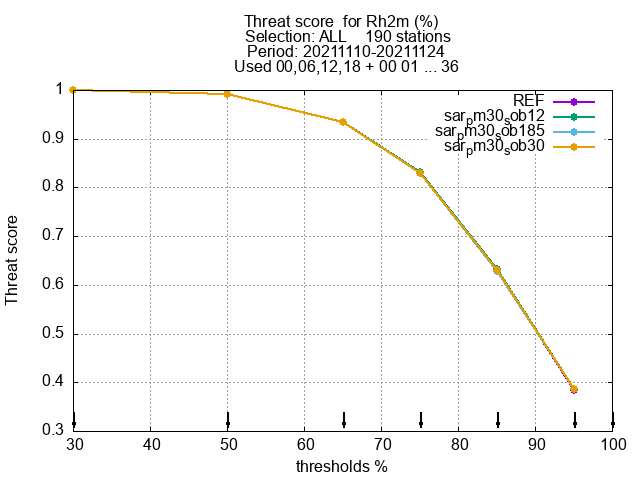 Threat score  for Rh2m (%)
Selection: ALL    190 stations
Period: 20211110-20211124
Used 00,06,12,18 + 00 01 ... 36
REF
sarpm30sob12
sarpm30sob185
sarpm30sob30
Threat score
1
0.9
0.8
0.7
0.6
0.5
0.4
0.3
30 40 50 60 70 80 90 100
thresholds %